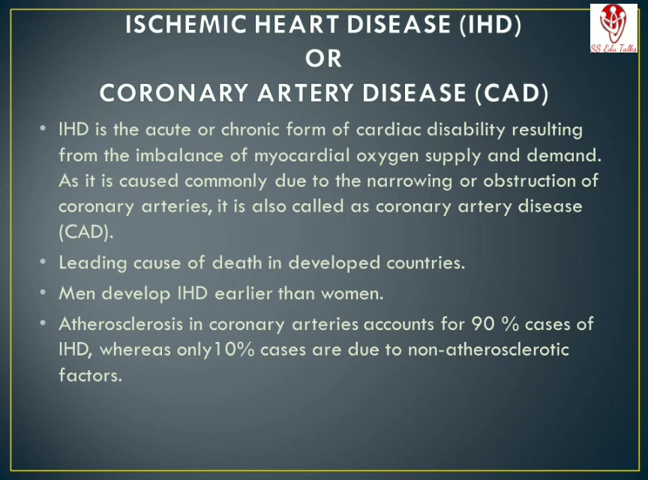 ISCHEMIC HEART DISEASE (IHD)
OR
CORONARY ARTERY DISEASE (CAD)
SS Edu Talks
• IHD is the acute or chronic form of cardiac disability resulting
from the imbalance of myocardial oxygen supply and demand.
As it is caused commonly due to the narrowing or obstruction of
coronary arteries, it is also called as coronary artery disease
(CAD).
• Leading cause of death in developed countries.
• Men develop IHD earlier than women.
• Atherosclerosis in coronary arteries accounts for 90 % cases of
IHD, whereas only10% cases are due to non-atherosclerotic
factors.